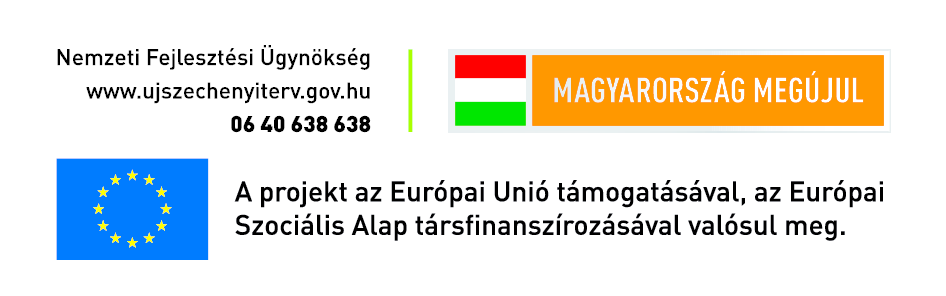 Nemzeti Fejlesztési Ügynökség
www.ujszechenyiterv.gov.hu
06 40 638 638
MAGYARORSZÁG MEGÚJUL
A projekt az Európai Unió támogatásával, az Európai
Szociális Alap társfinanszírozásával valósul meg.